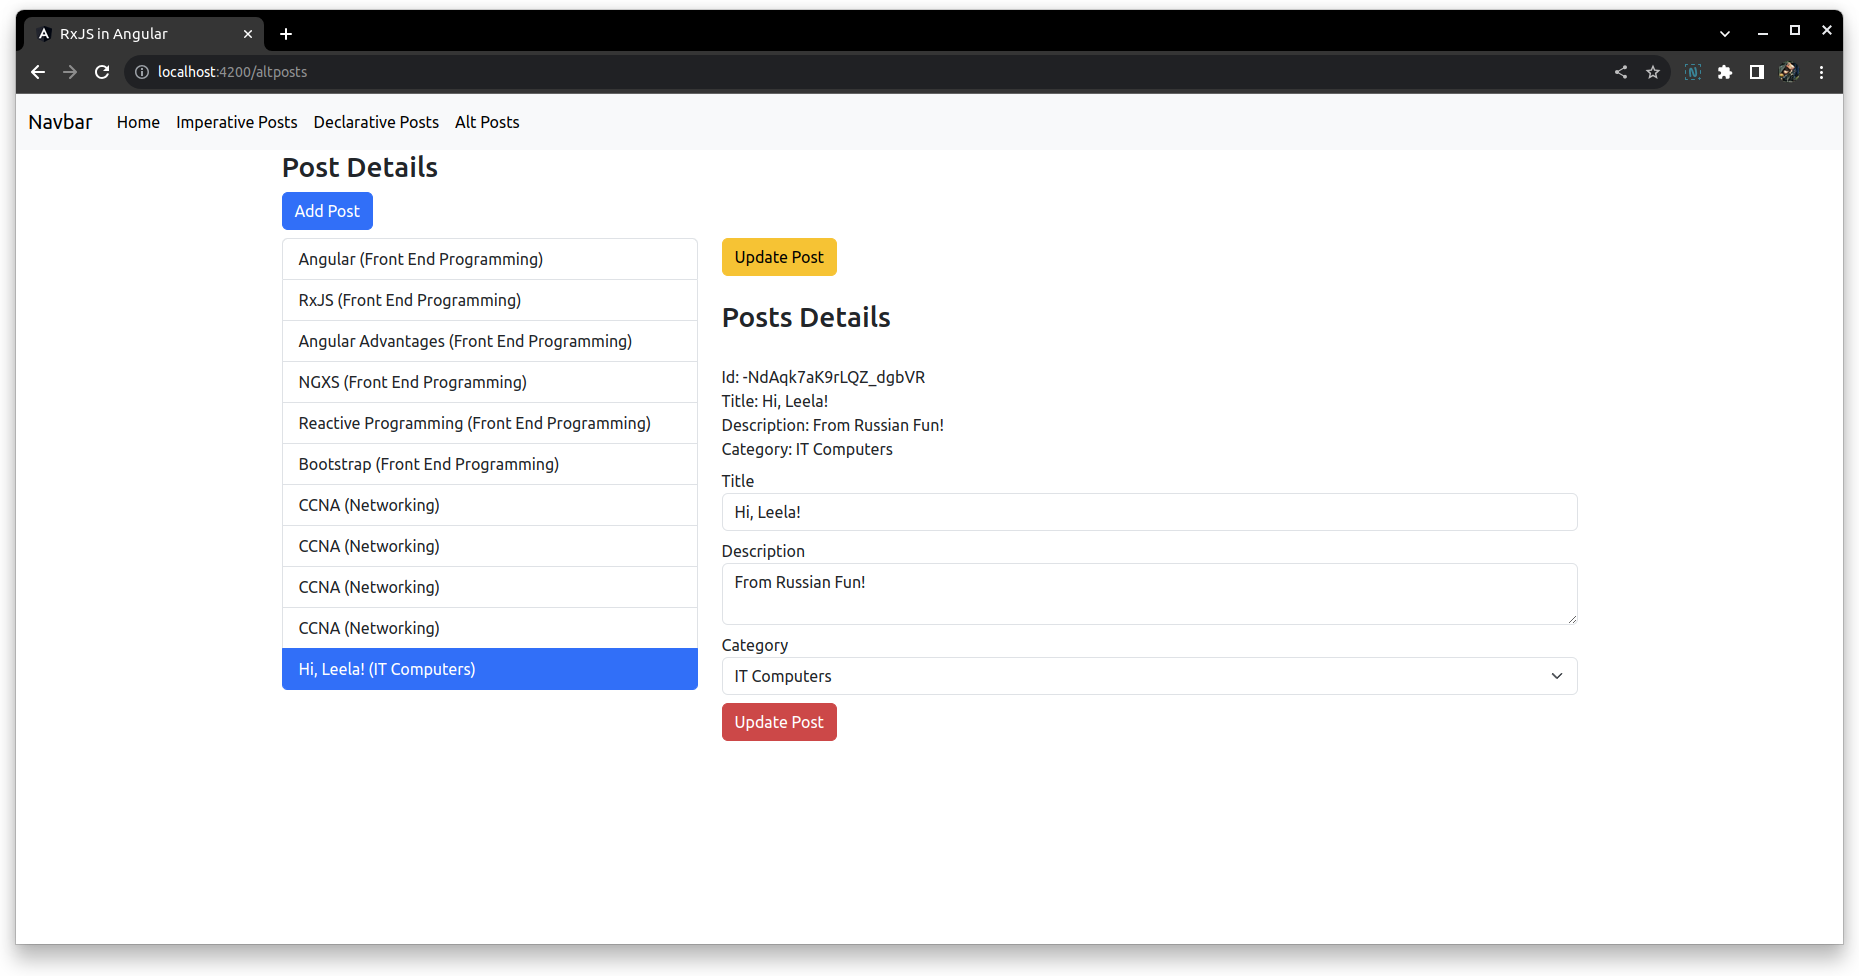 RxJS in Angular
localhost:4200/altposts
Navbar Home Imperative Posts Declarative Posts Alt Posts
Post Details
Add Post
Angular (Front End Programming)
RxJS (Front End Programming)
Angular Advantages (Front End Programming)
NGXS (Front End Programming)
Reactive Programming (Front End Programming)
Bootstrap (Front End Programming)
CCNA (Networking)
CCNA (Networking)
CCNA (Networking)
CCNA (Networking)
Hi, Leela! (IT Computers)
Update Post
Posts Details
Id: -NdAqk7aK9rLQZ_dgbVR
Title: Hi, Leela!
Description: From Russian Fun!
Category: IT Computers
Title
Hi, Leela!
Description
From Russian Fun!
Category
IT Computers
Update Post